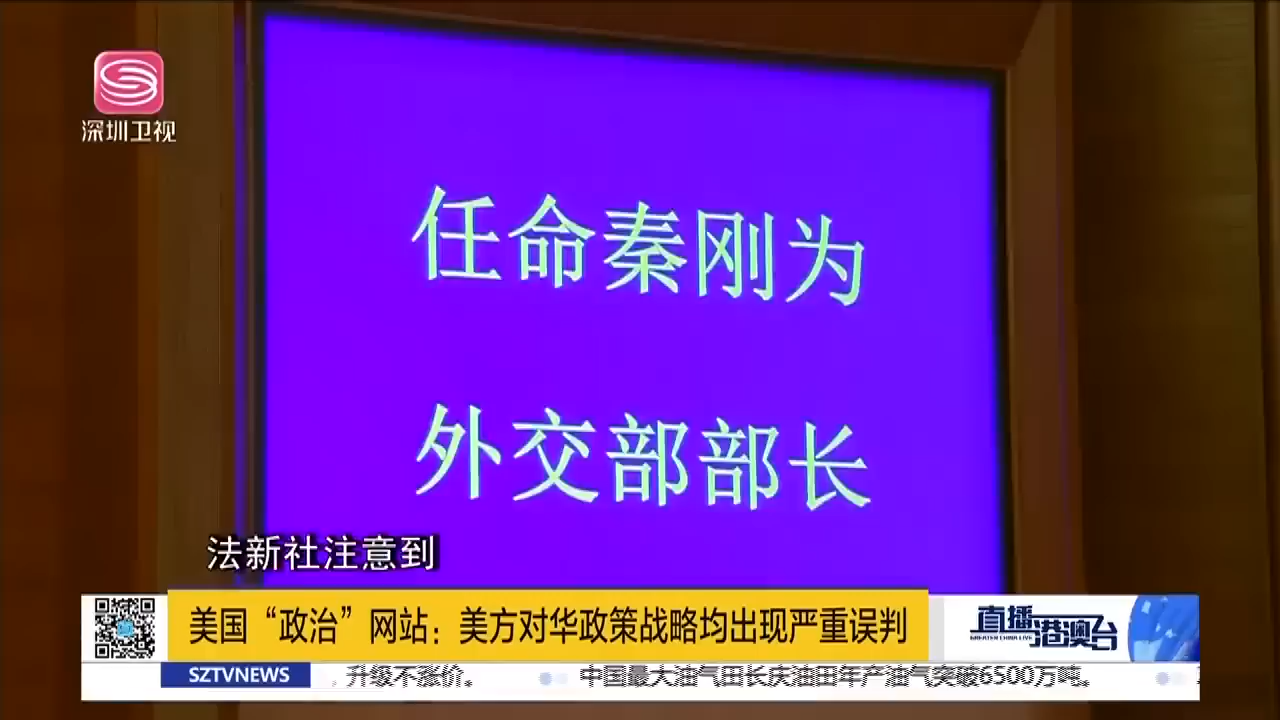 深圳卫视
任命秦刚为
外交部部长
法新社注意到
美国“政治”网站：美方对华政策战略均出现严重误判
直播港澳台
GREATER CHINA LIVE
SZTVNEWS
升级不涨价。 中国最大油气田长庆油田年产油气突破6500万吨。